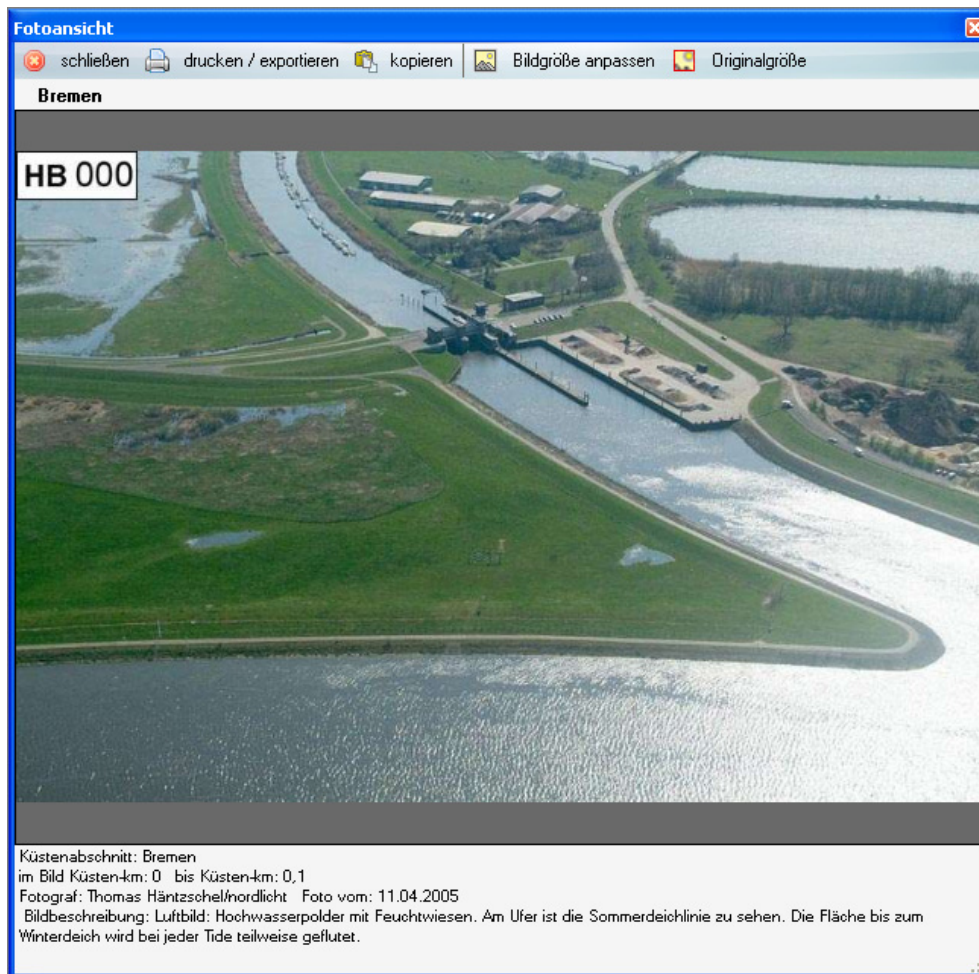 Fotoansicht
schließen drucken / exportieren kopieren Bildgröße anpassen Originalgröße
Bremen
HB 000
Küstenabschnitt: Bremen
im Bild Küsten-km: 0 bis Küsten-km: 0,1
Fotograf: Thomas Häntzschel/nordlicht Foto vom: 11.04.2005
Bildbeschreibung: Luftbild: Hochwasserpolder mit Feuchtwiesen. Am Ufer ist die Sommerdeichlinie zu sehen. Die Fläche bis zum
Winterdeich wird bei jeder Tide teilweise geflutet.